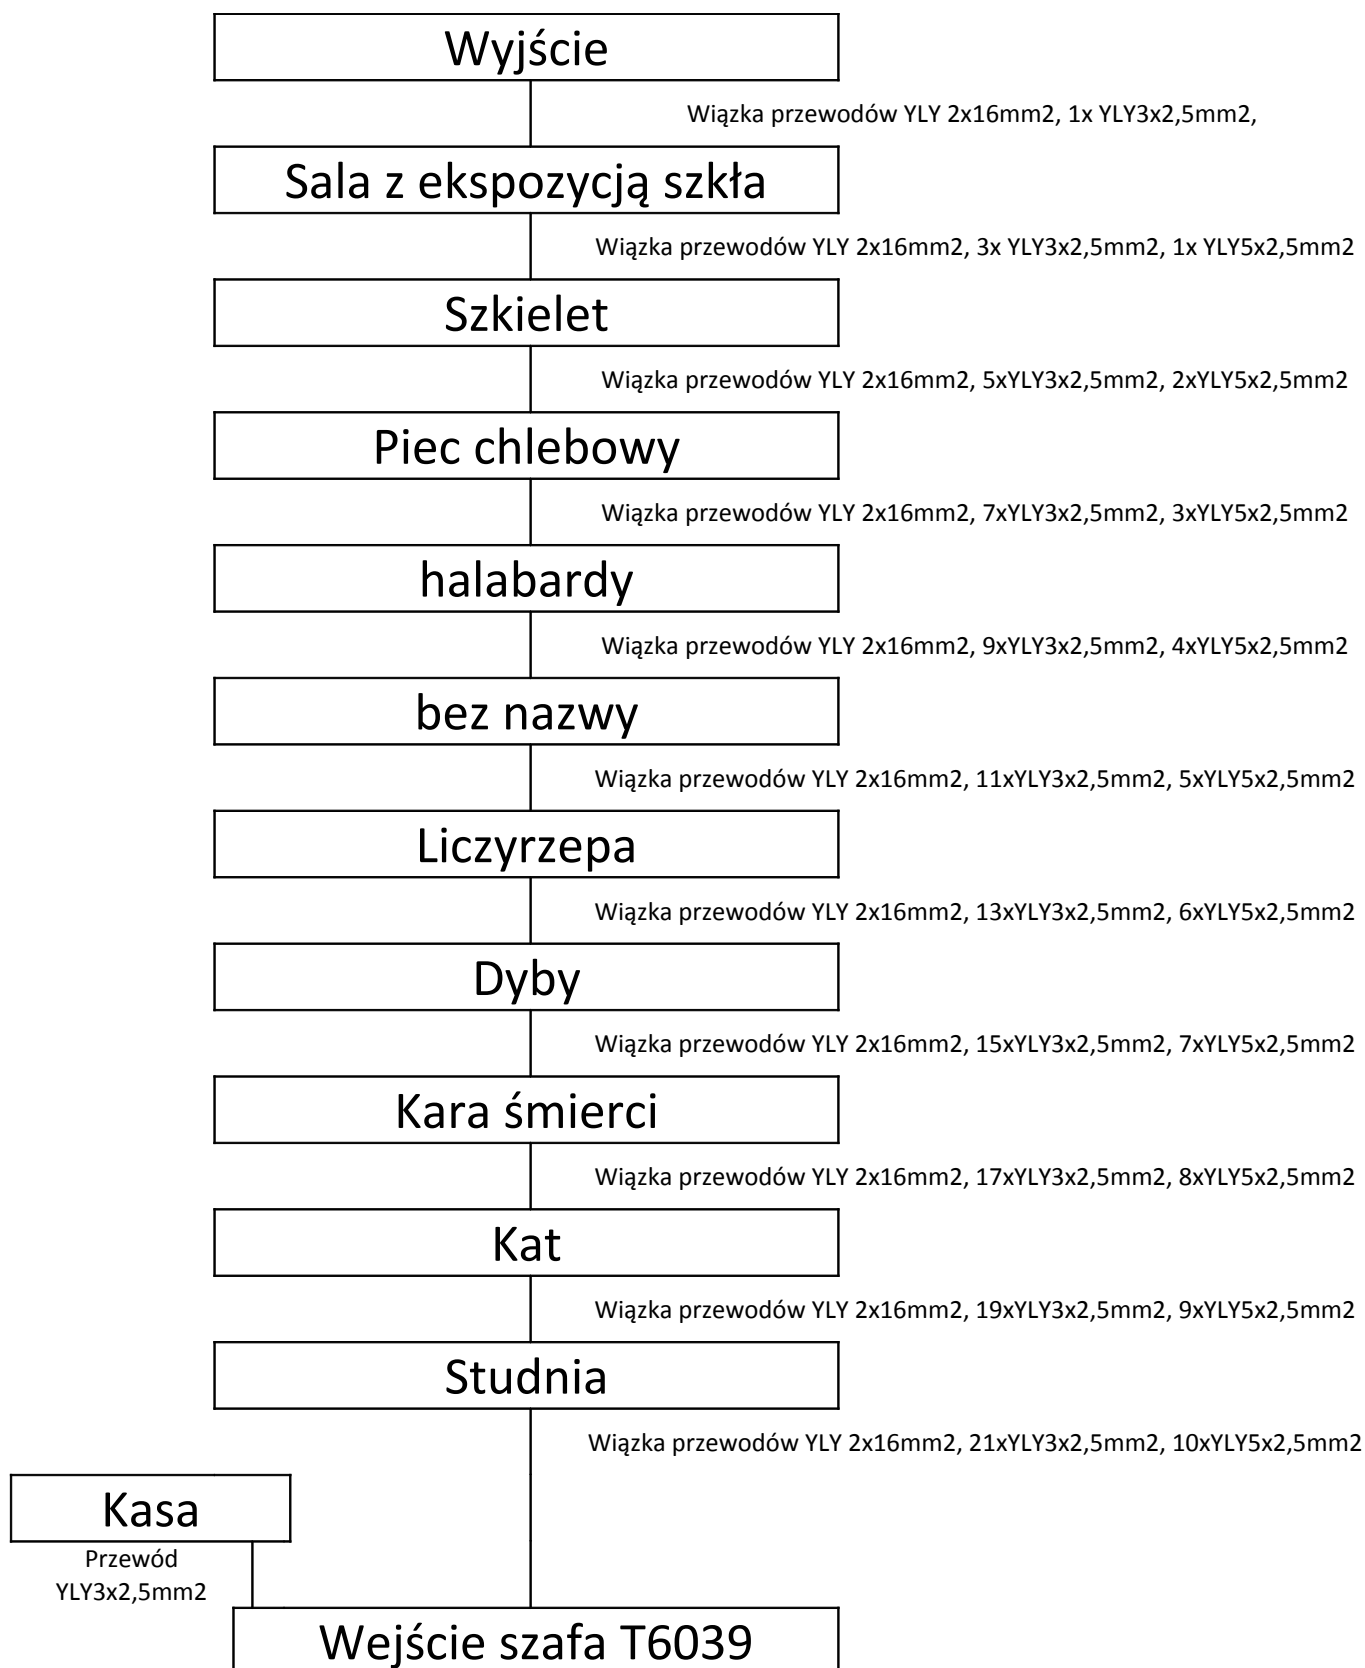 Wyjście
Wiązka przewodów YLY 2x16mm2, 1x YLY3x2,5mm2,
Sala z ekspozycją szkła
Wiązka przewodów YLY 2x16mm2, 3x YLY3x2,5mm2, 1x YLY5x2,5mm2
Szkielet
Wiązka przewodów YLY 2x16mm2, 5xYLY3x2,5mm2, 2xYLY5x2,5mm2
Piec chlebowy
Wiązka przewodów YLY 2x16mm2, 7xYLY3x2,5mm2, 3xYLY5x2,5mm2
halabardy
Wiązka przewodów YLY 2x16mm2, 9xYLY3x2,5mm2, 4xYLY5x2,5mm2
bez nazwy
Wiązka przewodów YLY 2x16mm2, 11xYLY3x2,5mm2, 5xYLY5x2,5mm2
Liczyrzepa
Wiązka przewodów YLY 2x16mm2, 13xYLY3x2,5mm2, 6xYLY5x2,5mm2
Dyby
Wiązka przewodów YLY 2x16mm2, 15xYLY3x2,5mm2, 7xYLY5x2,5mm2
Kara śmierci
Wiązka przewodów YLY 2x16mm2, 17xYLY3x2,5mm2, 8xYLY5x2,5mm2
Kat
Wiązka przewodów YLY 2x16mm2, 19xYLY3x2,5mm2, 9xYLY5x2,5mm2
Studnia
Wiązka przewodów YLY 2x16mm2, 21xYLY3x2,5mm2, 10xYLY5x2,5mm2
Kasa
Przewód
YLY3x2,5mm2
Wejście szafa T6039